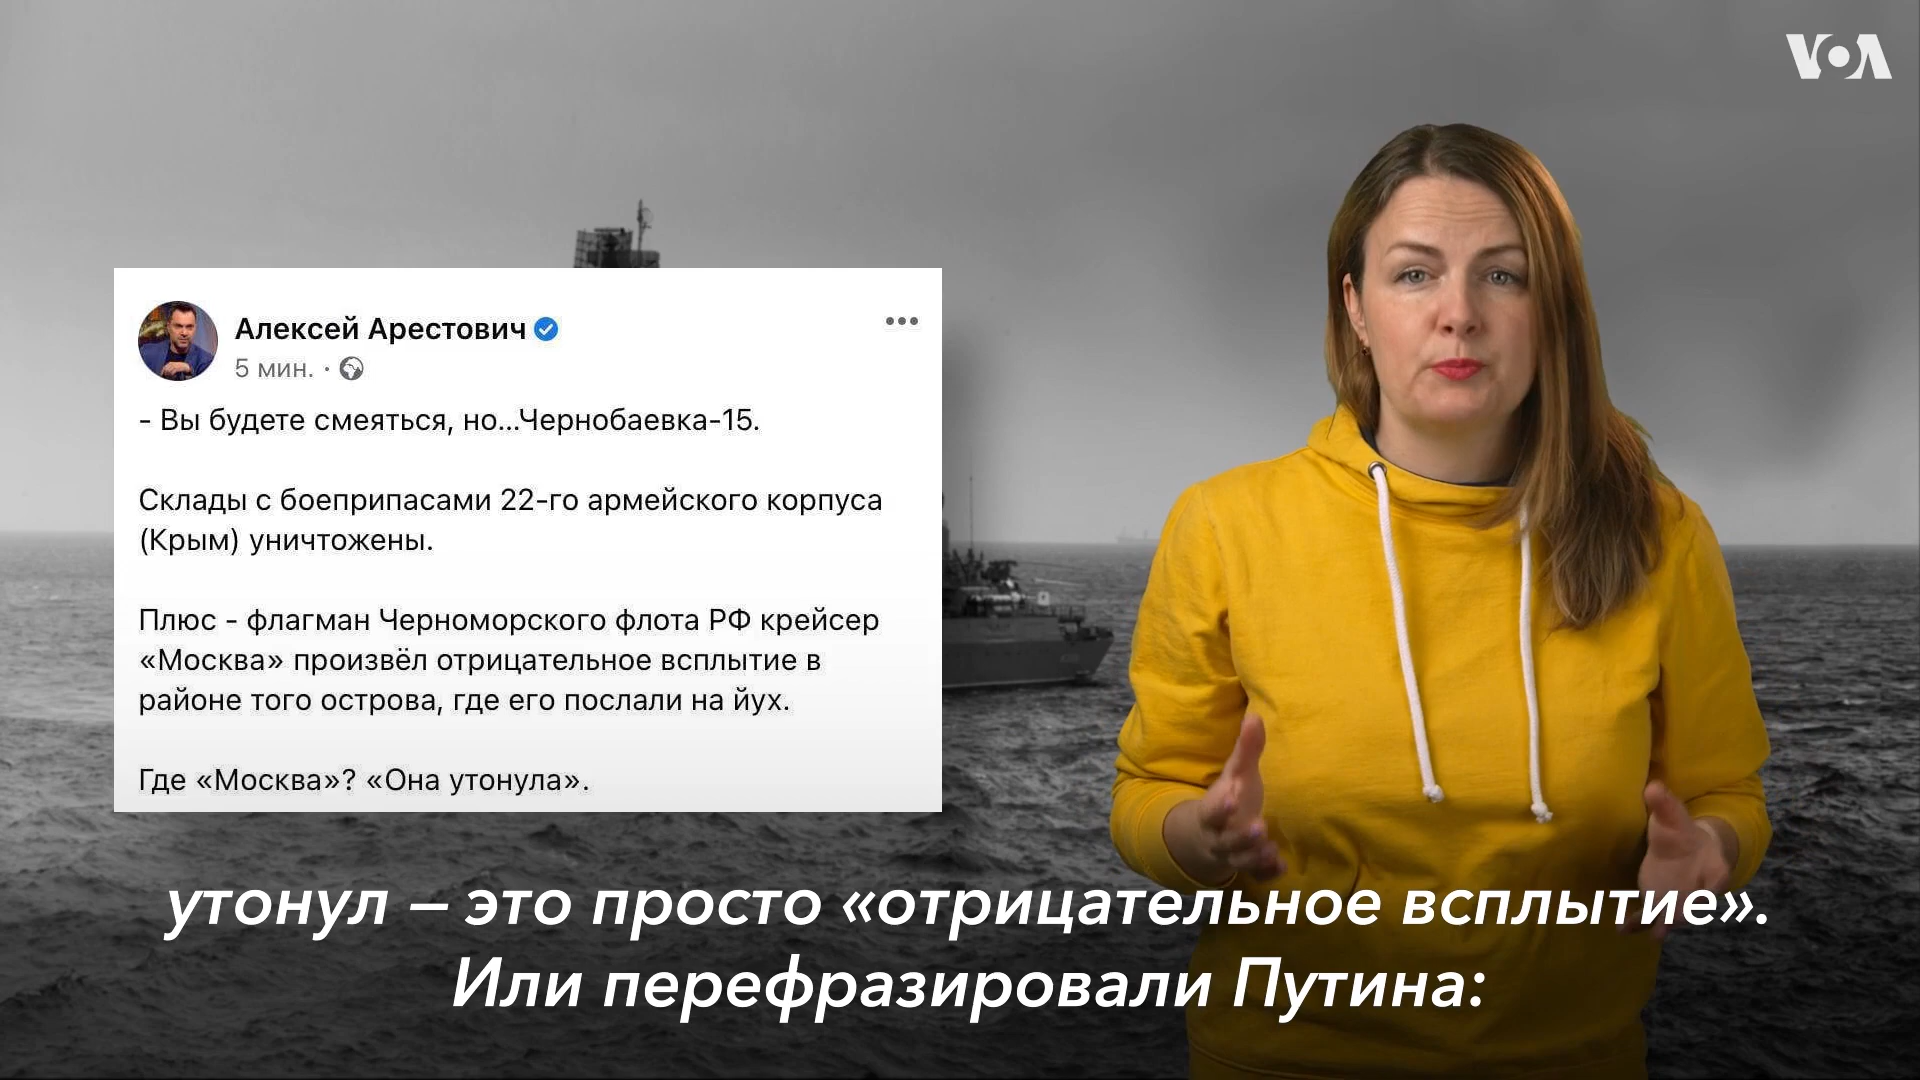 VOA
Алексей Арестович
5 мин. ·
- Вы будете смеяться, но...Чернобаевка-15.
Склады с боеприпасами 22-го армейского корпуса
(Крым) уничтожены.
Плюс - флагман Черноморского флота РФ крейсер
«Москва» произвёл отрицательное всплытие в
районе того острова, где его послали на йух.
Где «Москва»? «Она утонула».
утонул – это просто «отрицательное всплытие».
Или перефразировали Путина: